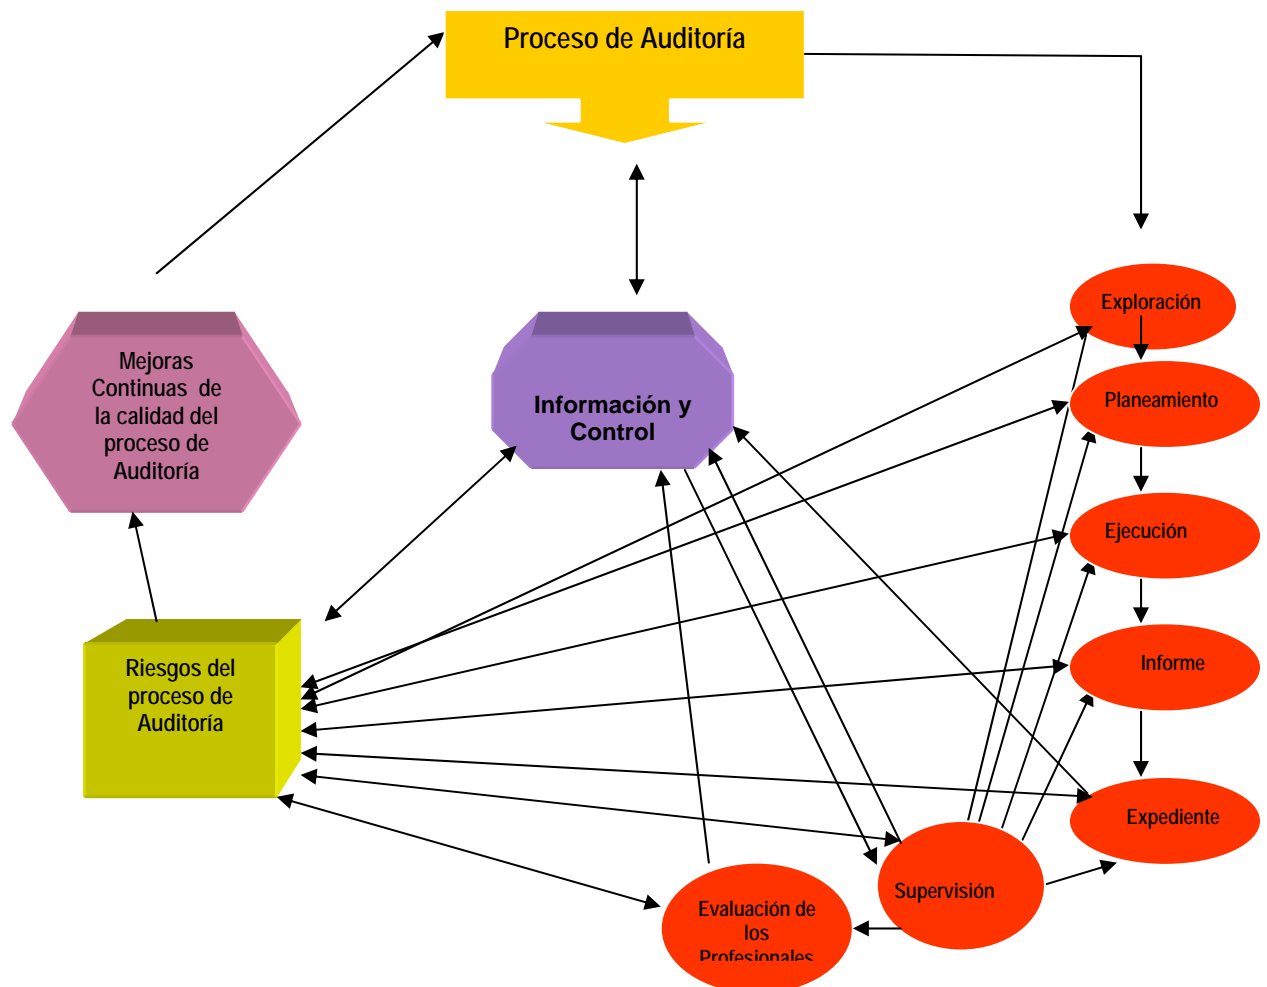 Proceso de Auditoría
Exploración
Mejoras
Continuas de
la calidad del
proceso de
Auditoría
Información y
Control
Planeamiento
Ejecución
Riesgos del
proceso de
Auditoría
Informe
Expediente
Supervisión
Evaluación de
los
Profesionales